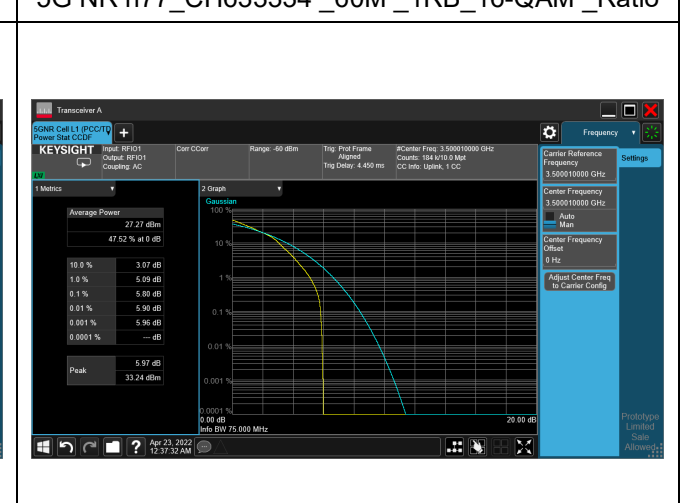 Transceiver A
5GNR Cell L1 (PCC/TD
Power Stat CCDF
Frequency
KEYSIGHT
Input: RFIO1
Output: RFIO1
Coupling: AC
Corr CCorr
Range: -60 dBm
Trig: Prot Frame
Aligned
Trig Delay: 4.450 ms
#Center Freq: 3.500010000 GHz
Counts: 184 k/10.0 Mpt
CC Info: Uplink, 1 CC
LXI
1 Metrics
Average Power
27.27 dBm
47.52 % at 0 dB
10.0 % 3.07 dB
1.0 % 5.09 dB
0.1 % 5.80 dB
0.01 % 5.90 dB
0.001 % 5.96 dB
0.0001 % --- dB
Peak
5.97 dB
33.24 dBm
2 Graph
Gaussian
100 %
10 %
1 %
0.1 %
0.01 %
0.001 %
0.0001 %
0.00 dB 20.00 dB
Info BW 75.000 MHz
Carrier Reference
Frequency
3.500010000 GHz
Center Frequency
3.500010000 GHz
Auto
Man
Center Frequency
Offset
0 Hz
Adjust Center Freq
to Carrier Config
Settings
Prototype
Limited
Sale
Allowed
Apr 23, 2022
12:37:32 AM